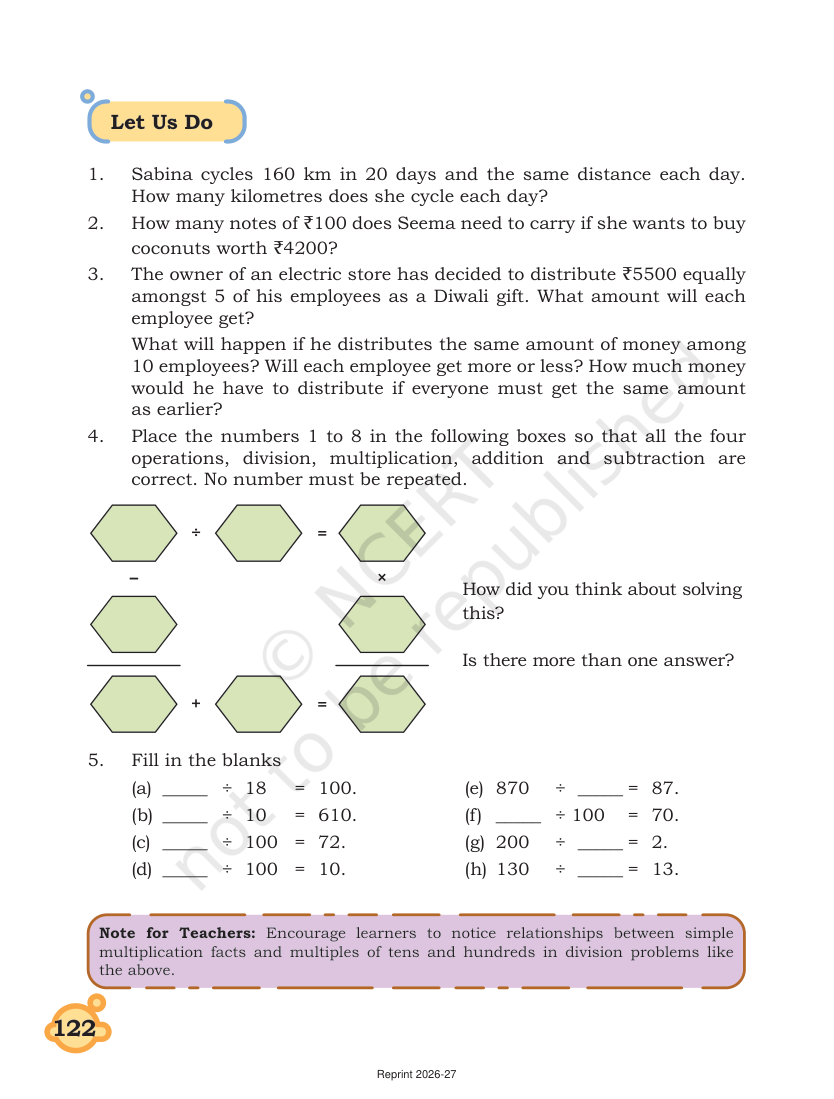 Let Us Do
1. Sabina cycles 160 km in 20 days and the same distance each day.
How many kilometres does she cycle each day?
2. How many notes of ₹100 does Seema need to carry if she wants to buy
coconuts worth ₹4200?
3. The owner of an electric store has decided to distribute ₹5500 equally
amongst 5 of his employees as a Diwali gift. What amount will each
employee get?
What will happen if he distributes the same amount of money among
10 employees? Will each employee get more or less? How much money
would he have to distribute if everyone must get the same amount
as earlier?
4. Place the numbers 1 to 8 in the following boxes so that all the four
operations, division, multiplication, addition and subtraction are
correct. No number must be repeated.
÷ =
– ×
How did you think about solving
this?
Is there more than one answer?
+ =
5. Fill in the blanks
(a) _____ ÷ 18 = 100. (e) 870 ÷ _____ = 87.
(b) _____ ÷ 10 = 610. (f) _____ ÷ 100 = 70.
(c) _____ ÷ 100 = 72. (g) 200 ÷ _____ = 2.
(d) _____ ÷ 100 = 10. (h) 130 ÷ _____ = 13.
Note for Teachers: Encourage learners to notice relationships between simple
multiplication facts and multiples of tens and hundreds in division problems like
the above.
122
Reprint 2026-27
© NCERT
not to be republished